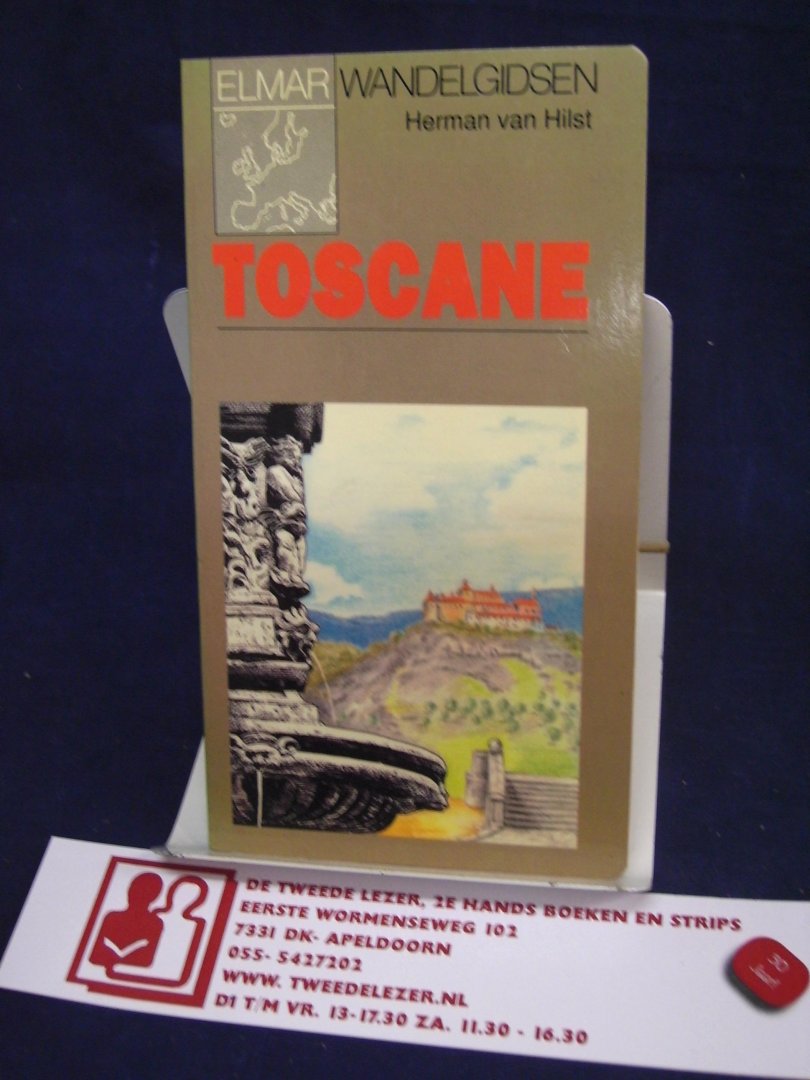 ELMAR WANDELGIDSEN
Herman van Hilst
TOSCANE
DE TWEEDE LEZER, 2E HANDS BOEKEN EN STRIPS
EERSTE WORMENSEWEG 102
7331 DK- APELDOORN
055- 5427202
WWW. TWEEDELEZER.NL
DI T/M VR. 13-17.30 ZA. 11.30 - 16.30